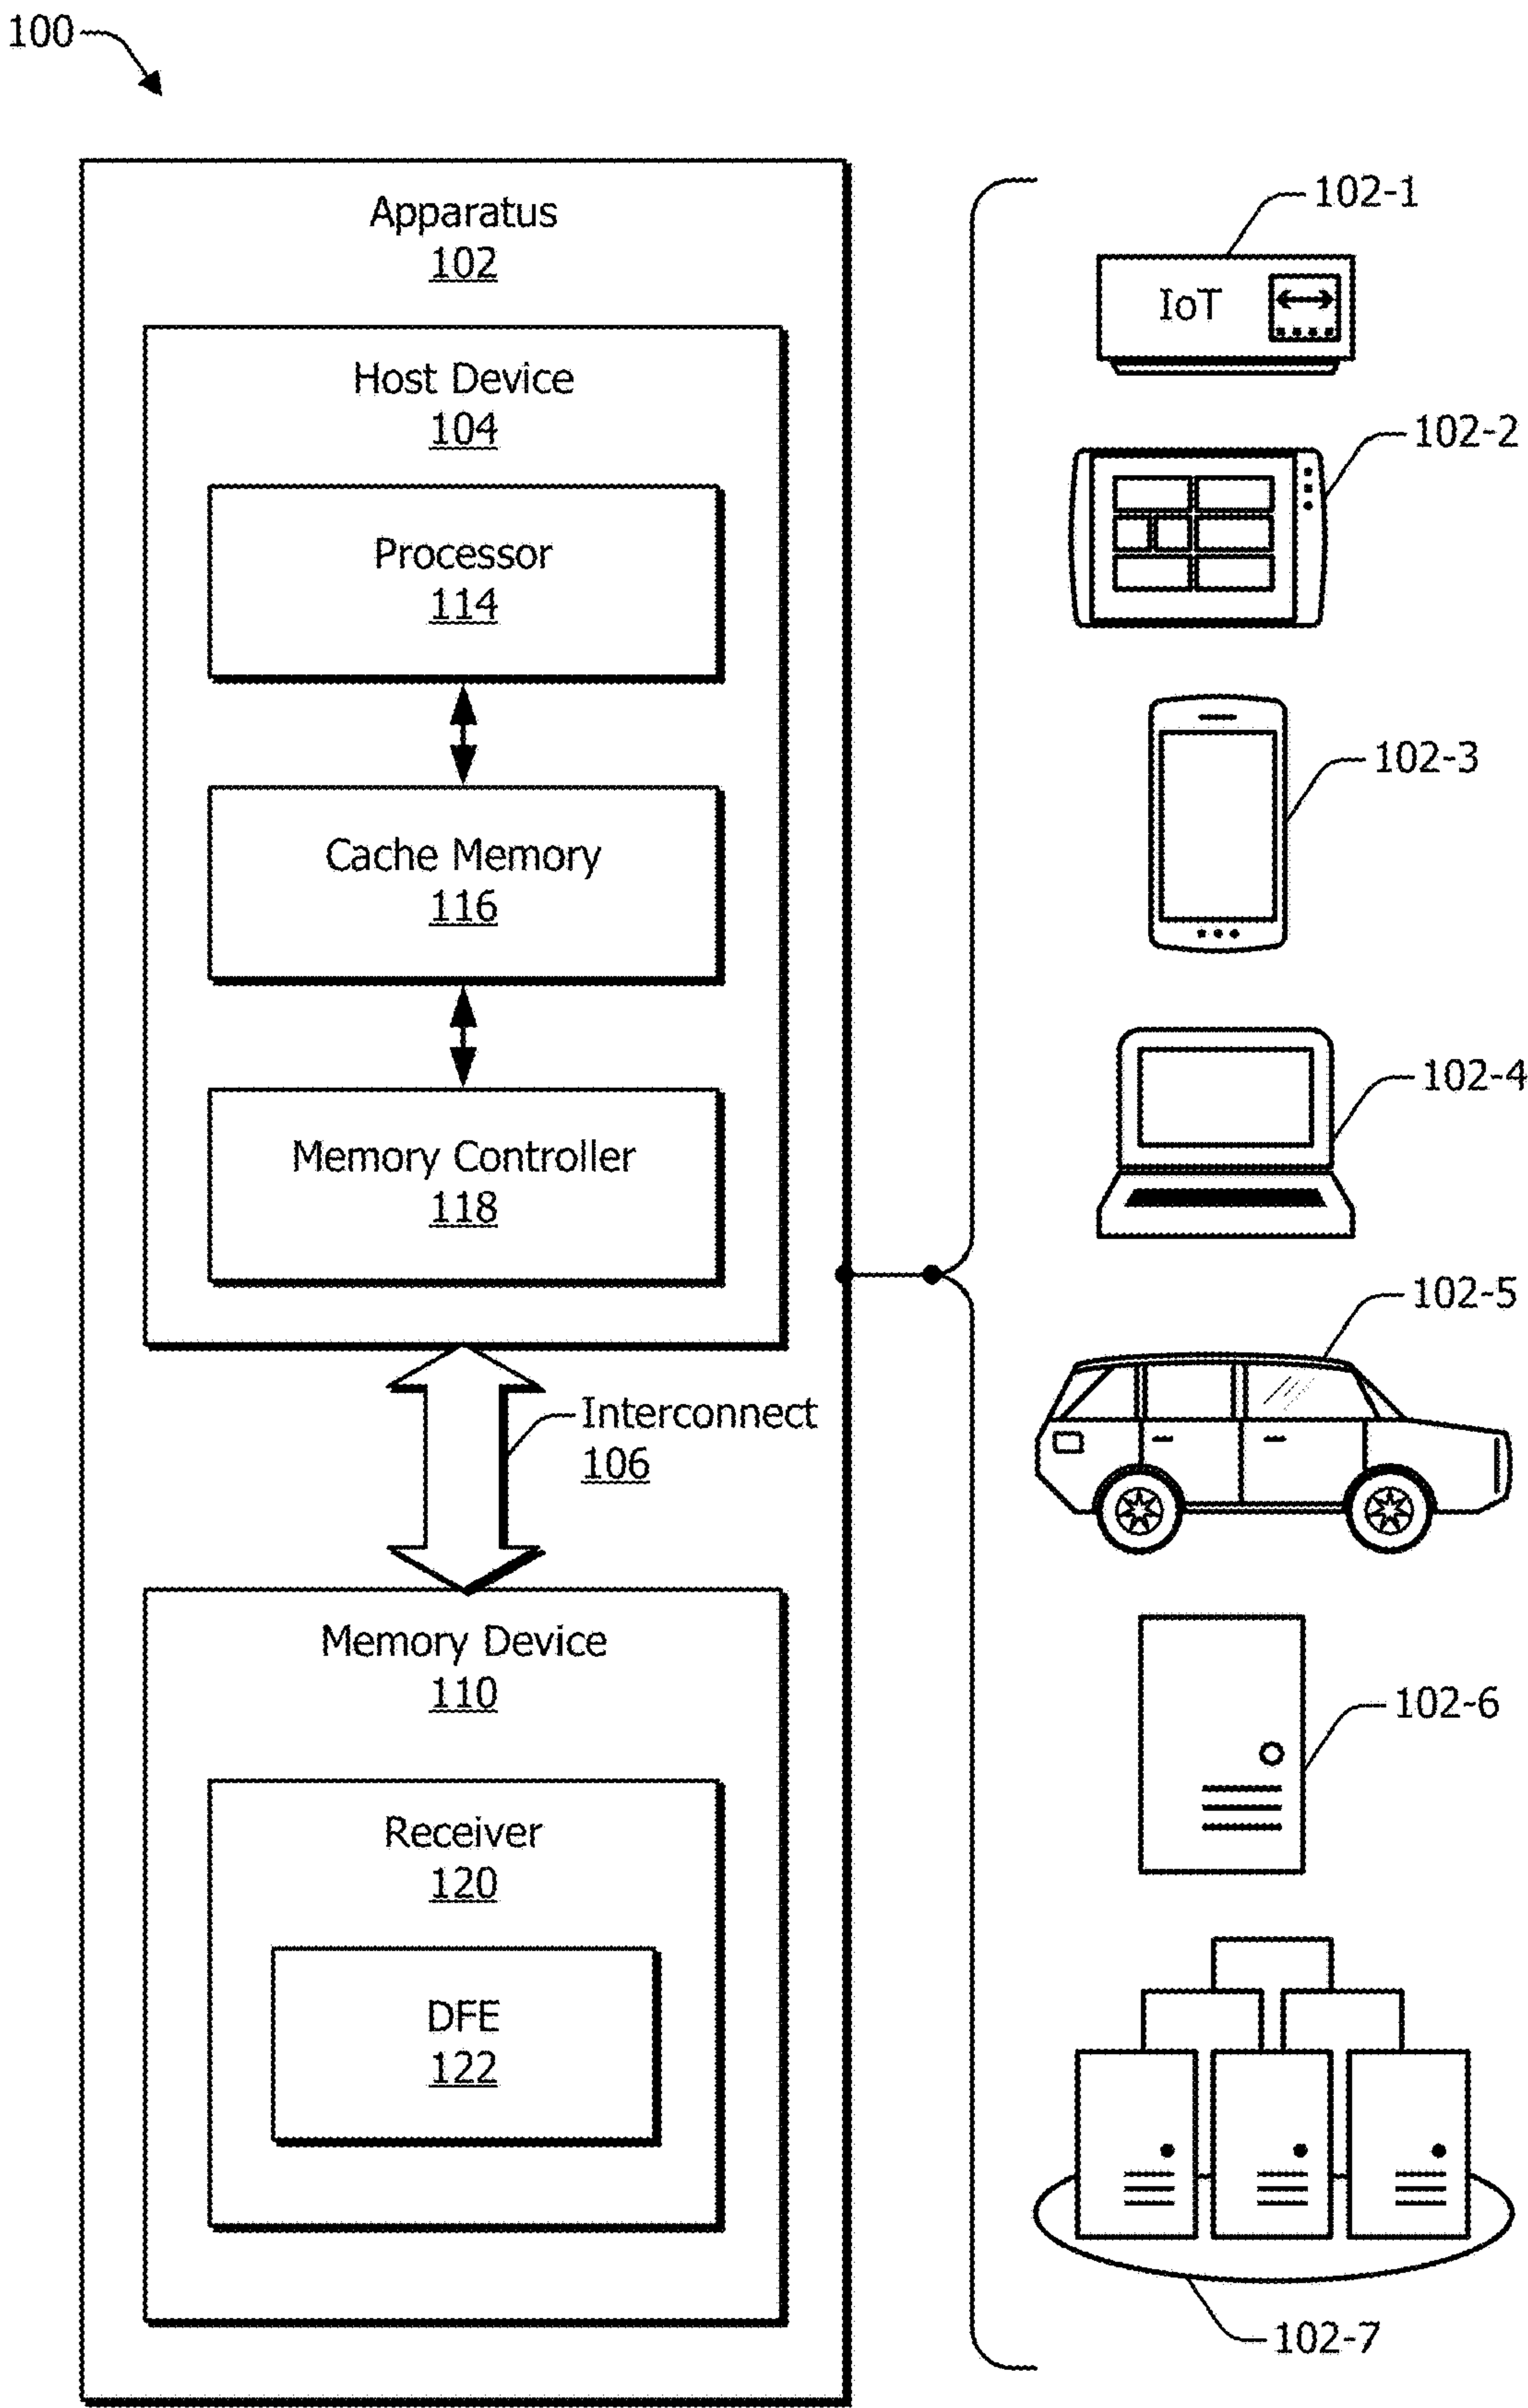 100
Apparatus
102
Host Device
104
Processor
114
Cache Memory
116
Memory Controller
118
Interconnect
106
Memory Device
110
Receiver
120
DFE
122
102-1
IoT
102-2
102-3
102-4
102-5
102-6
102-7